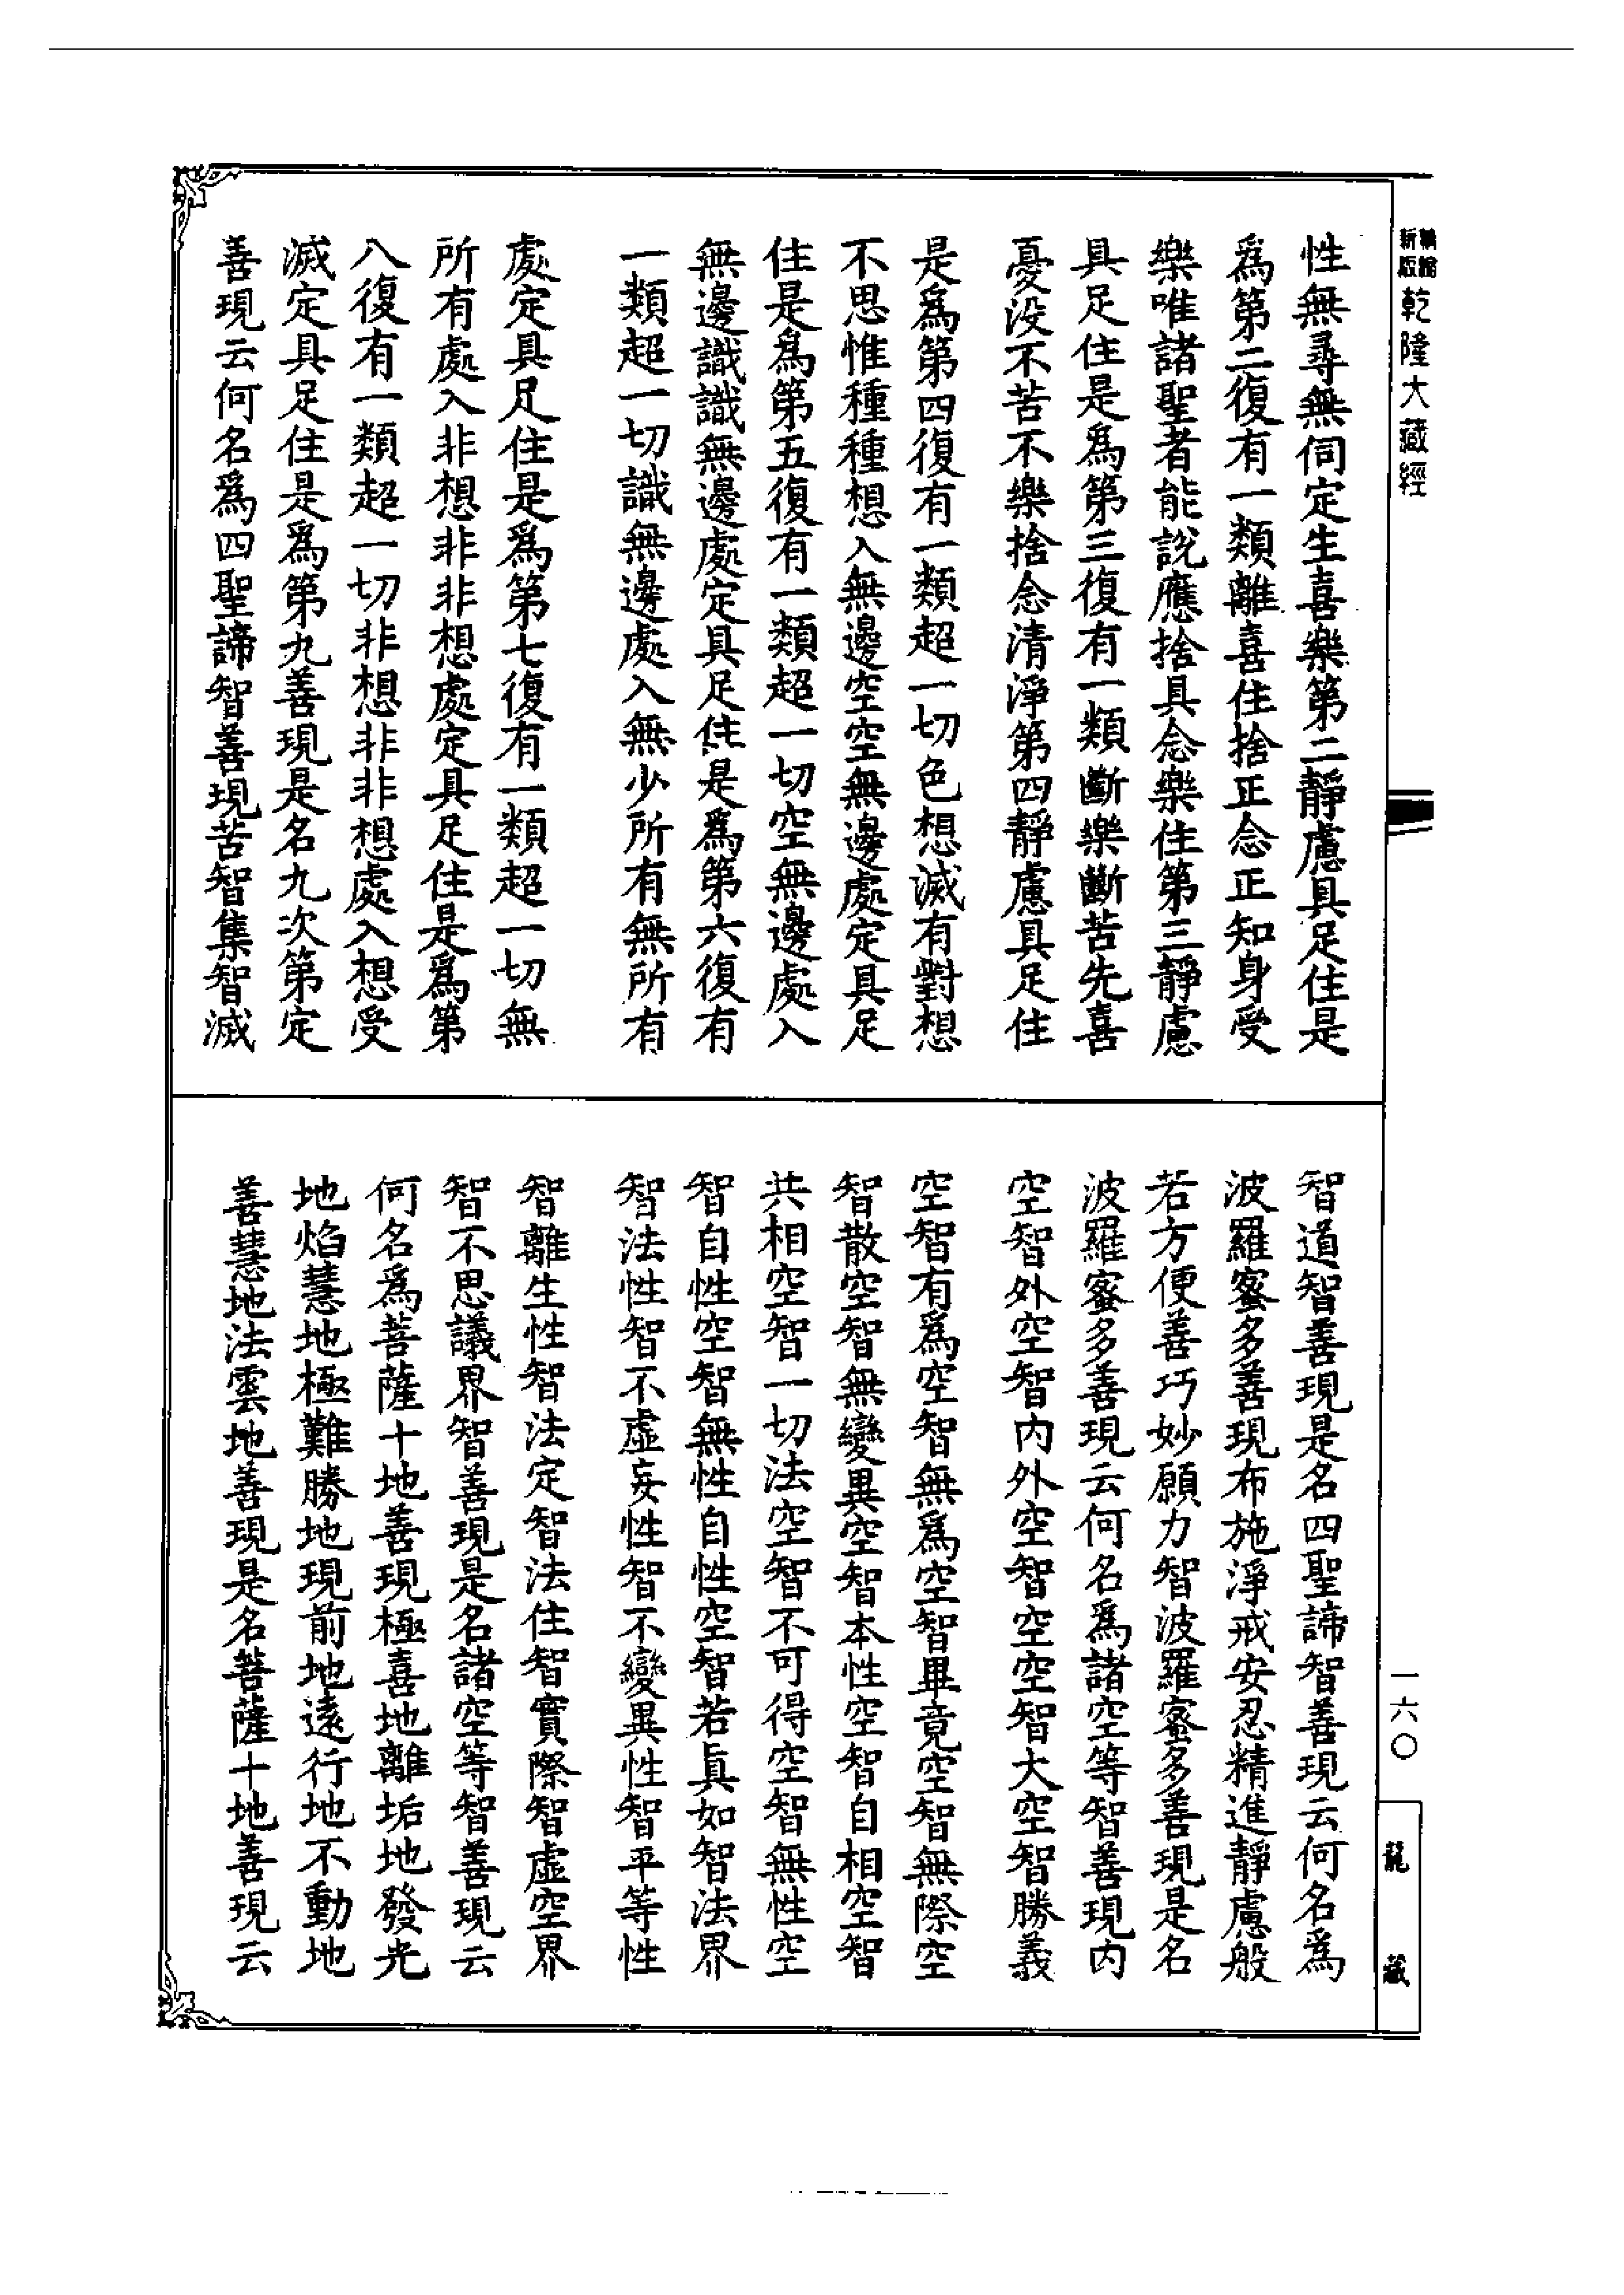 新編縮版乾隆大藏經
性無尋無伺定生喜樂第二靜慮具足住是
爲第二復有一類離喜住捨正念正知身受
樂唯諸聖者能說應捨具念樂住第三靜慮
具足住是爲第三復有一類斷樂斷苦先喜
憂没不苦不樂捨念清淨第四靜慮具足住
是爲第四復有一類超一切色想滅有對想
不思惟種種想入無邊空空無邊處定具足
住是爲第五復有一類超一切空無邊處入
無邊識識無邊處定具足住是爲第六復有
一類超一切識無邊處入無少所有無所有
處定具足住是爲第七復有一類超一切無
所有處入非想非非想處定具足住是爲第
八復有一類超一切非想非非想處入想受
滅定具足住是爲第九善現是名九次第定
善現云何名爲四聖諦智善現苦智集智滅
智道智善現是名四聖諦智善現云何名爲
波羅蜜多善現布施淨戒安忍精進靜慮般
若方便善巧妙願力智波羅蜜多善現是名
波羅蜜多善現云何名爲諸空等智善現内
空智外空智内外空智空空智大空智勝義
空智有爲空智無爲空智畢竟空智無際空
智散空智無變異空智本性空智自相空智
共相空智一切法空智不可得空智無性空
智自性空智無性自性空智若眞如智法界
智法性智不虛妄性智不變異性智平等性
智離生性智法定智法住智實際智虛空界
智不思議界智善現是名諸空等智善現云
何名爲菩薩十地善現極喜地離垢地發光
地焰慧地極難勝地現前地遠行地不動地
善慧地法雲地善現是名菩薩十地善現云
一六〇
龍藏